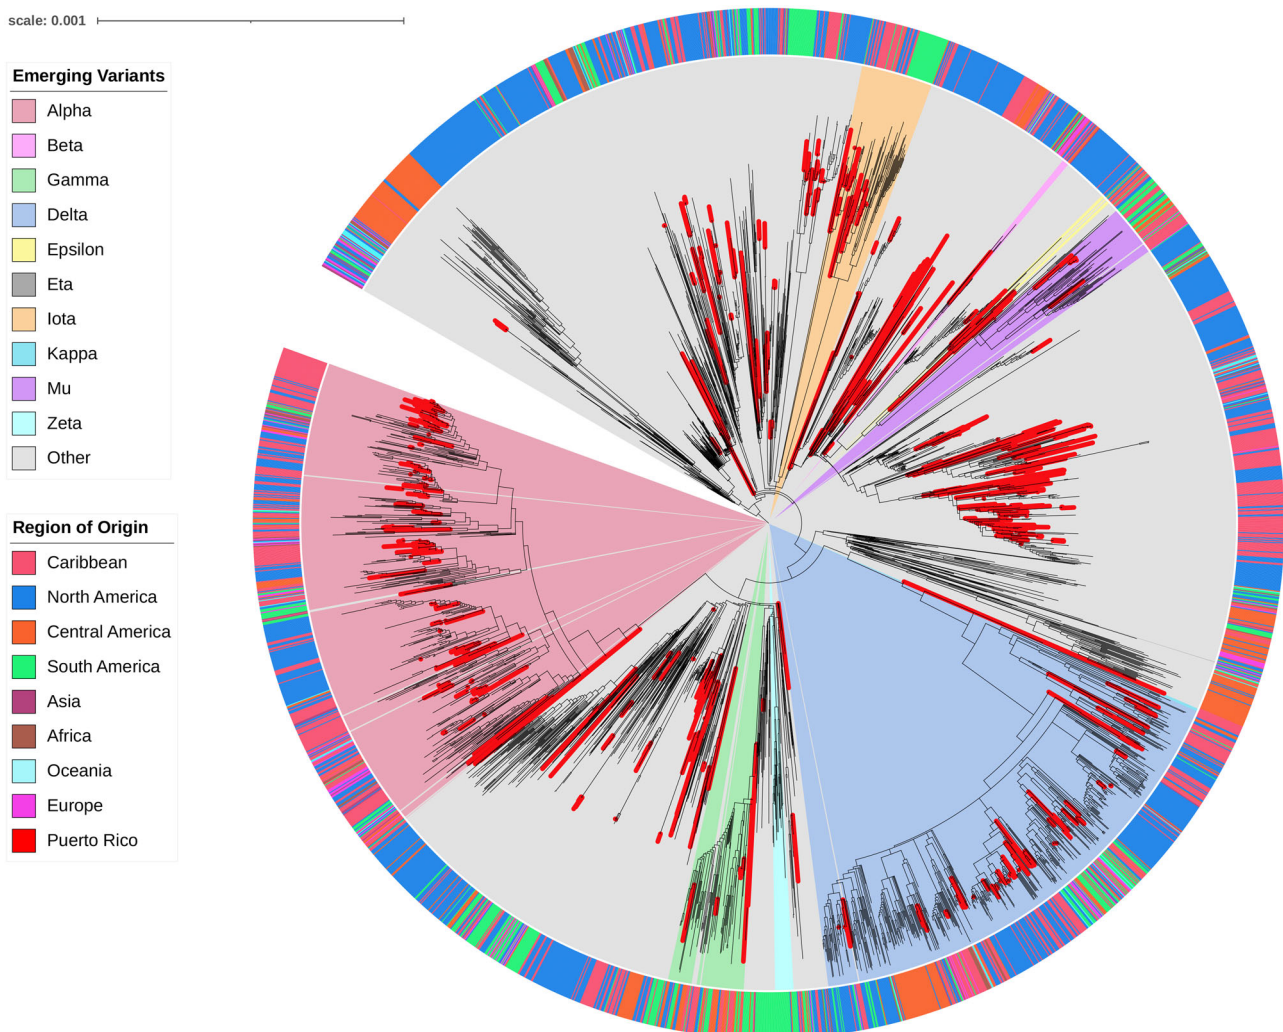 scale: 0.001
Emerging Variants
Alpha
Beta
Gamma
Delta
Epsilon
Eta
Iota
Kappa
Mu
Zeta
Other
Region of Origin
Caribbean
North America
Central America
South America
Asia
Africa
Oceania
Europe
Puerto Rico